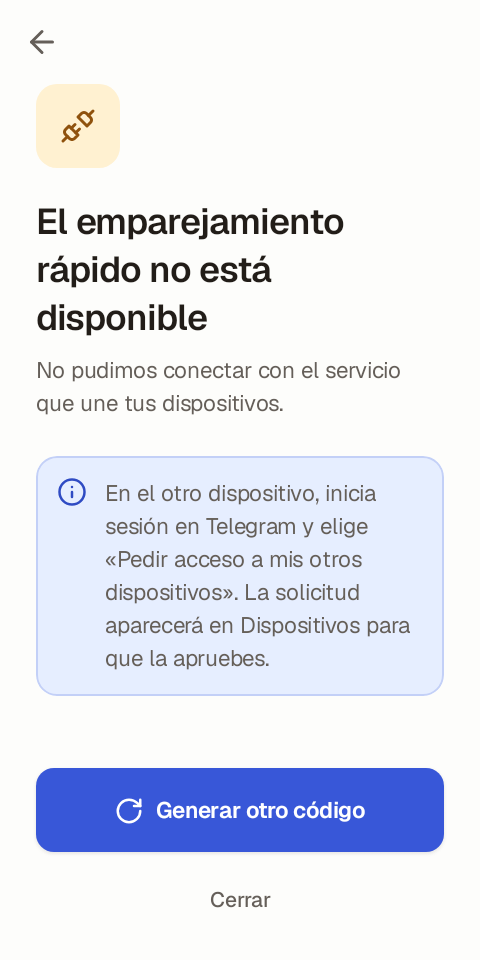 El emparejamiento
rápido no está
disponible
No pudimos conectar con el servicio
que une tus dispositivos.
En el otro dispositivo, inicia
sesión en Telegram y elige
«Pedir acceso a mis otros
dispositivos». La solicitud
aparecerá en Dispositivos para
que la apruebes.
Generar otro código
Cerrar